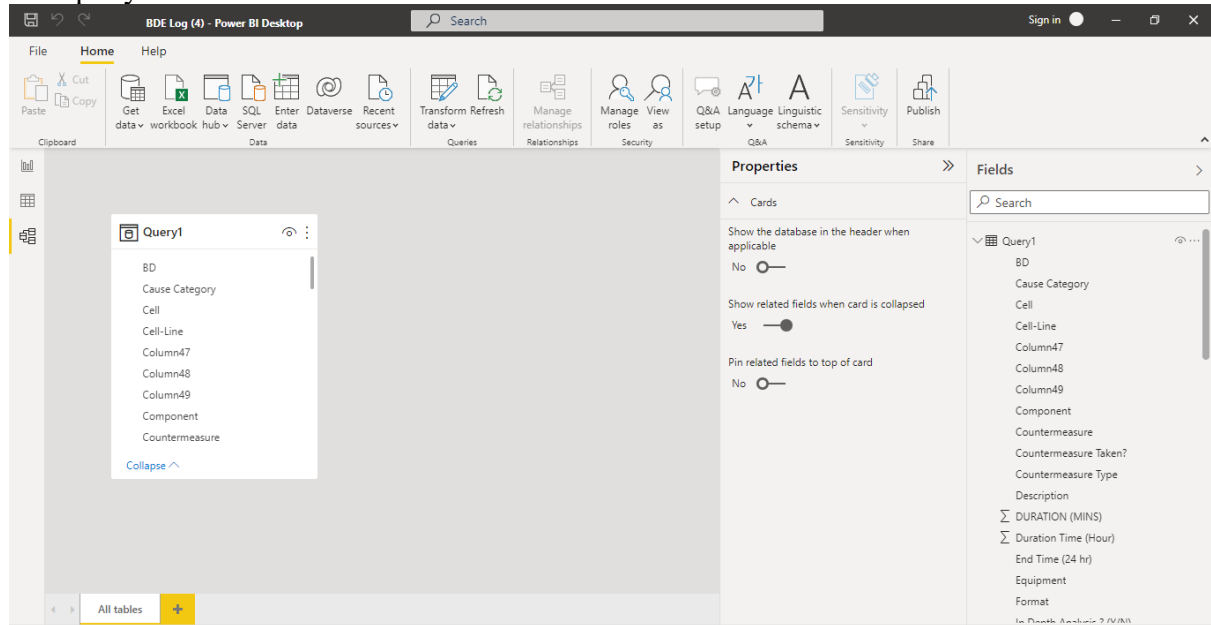 BDE Log (4) - Power BI Desktop
Search
Sign in
File Home Help
Paste
Cut
Copy
Clipboard
Get data
Excel workbook
Data hub
SQL Server
Enter data
Dataverse
Recent sources
Data
Transform data
Refresh
Queries
Manage relationships
Relationships
Manage roles
View as
Security
Q&A setup
Language
Linguistic schema
Q&A
Sensitivity
Sensitivity
Publish
Share
Query1
BD
Cause Category
Cell
Cell-Line
Column47
Column48
Column49
Component
Countermeasure
Collapse
All tables
Properties
Cards
Show the database in the header when
applicable
No
Show related fields when card is collapsed
Yes
Pin related fields to top of card
No
Fields
Search
Query1
BD
Cause Category
Cell
Cell-Line
Column47
Column48
Column49
Component
Countermeasure
Countermeasure Taken?
Countermeasure Type
Description
DURATION (MINS)
Duration Time (Hour)
End Time (24 hr)
Equipment
Format
In Depth Analysis ? (Y/N)